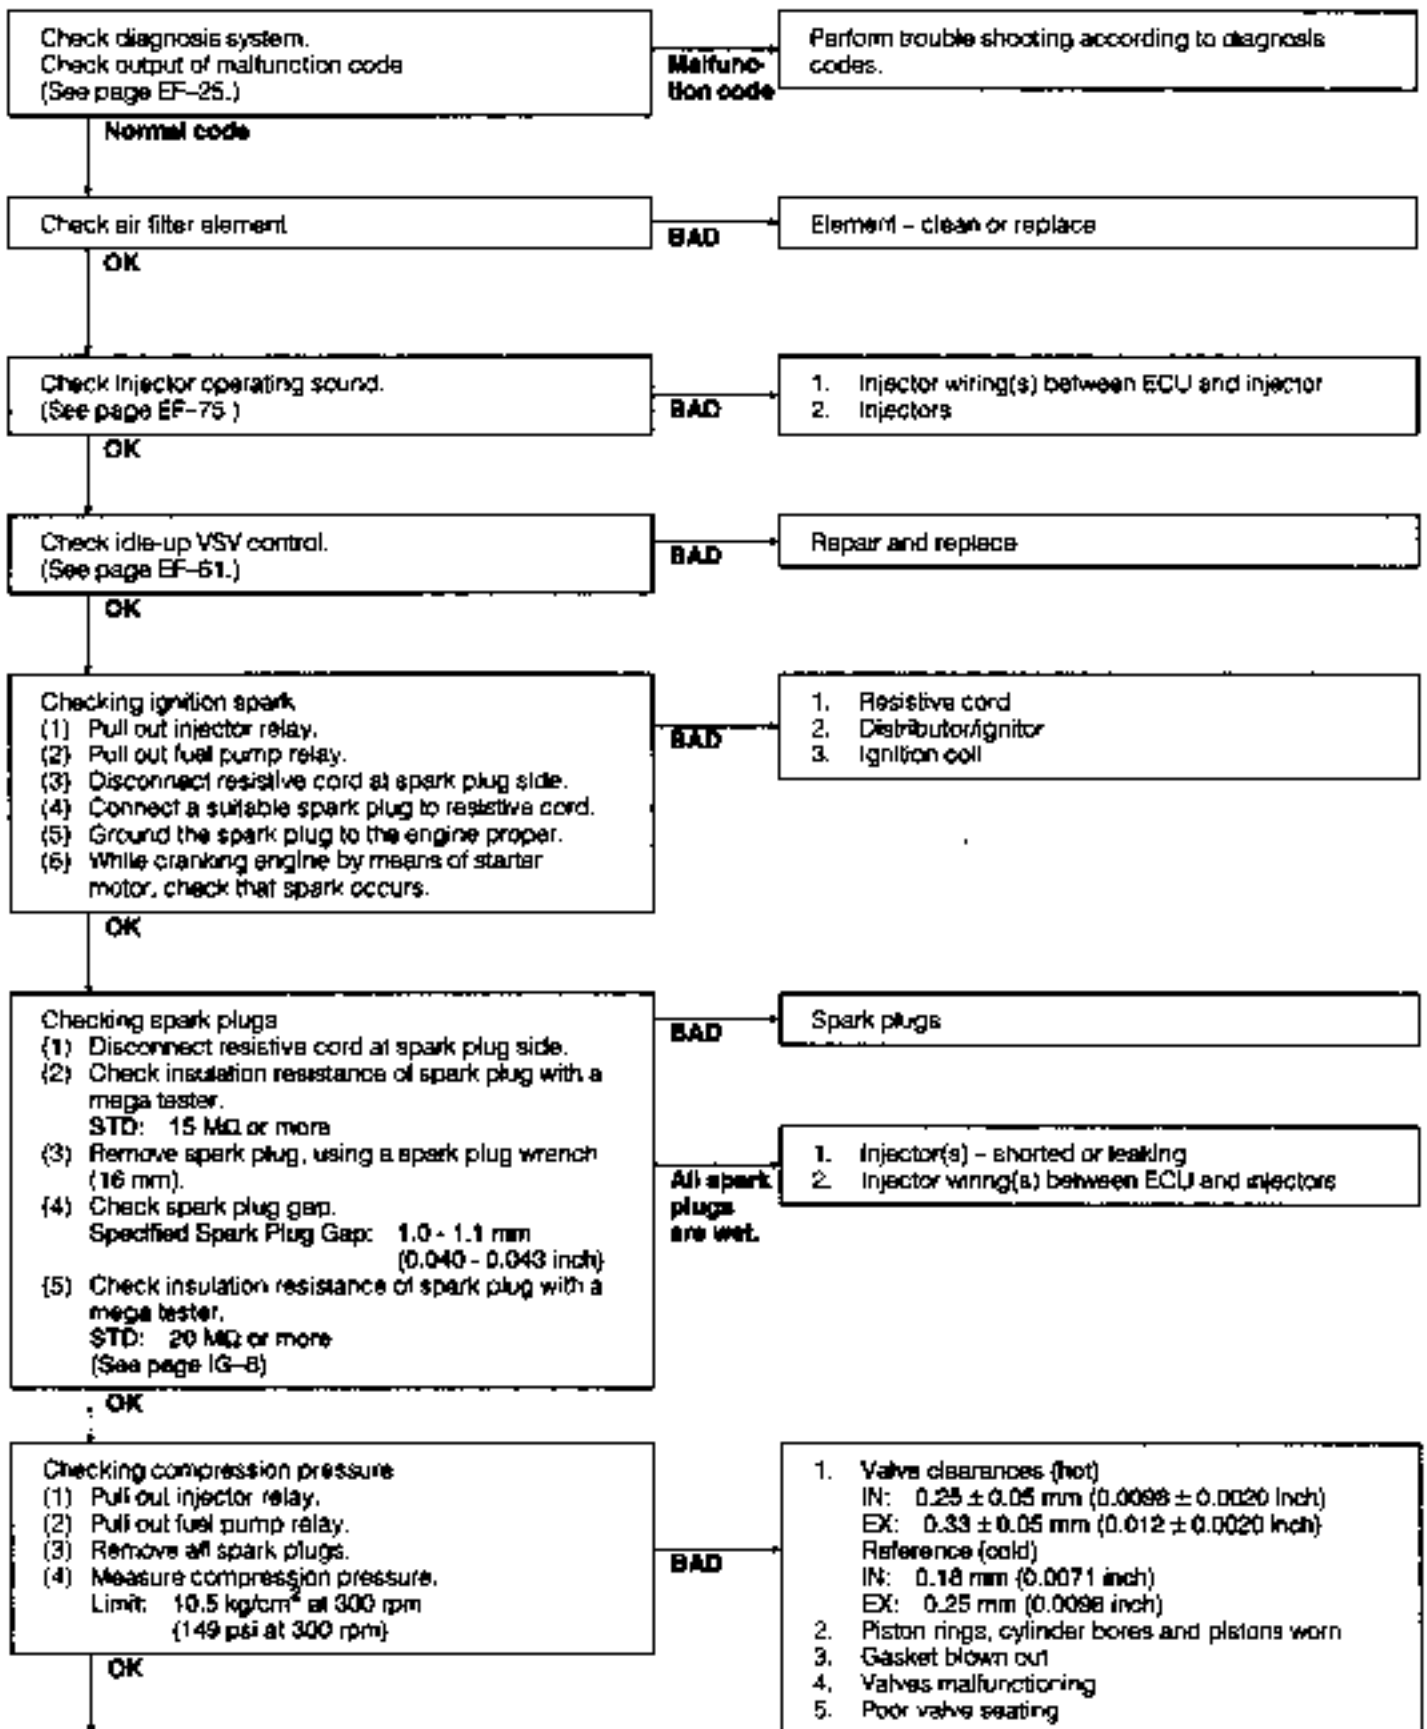 Check diagnosis system.
Check output of malfunction code
(See page EF–25.)
Malfunc-
tion code
Perform trouble shooting according to diagnosis
codes.
Normal code
Check air filter element
BAD
Element – clean or replace
OK
Check Injector operating sound.
(See page EF–75 )
BAD
1. Injector wiring(s) between ECU and injector
2. Injectors
OK
Check idle-up VSV control.
(See page EF–61.)
BAD
Repair and replace
OK
Checking ignition spark
(1) Pull out injector relay.
(2) Pull out fuel pump relay.
(3) Disconnect resistive cord at spark plug side.
(4) Connect a suitable spark plug to resistive cord.
(5) Ground the spark plug to the engine proper.
(6) While cranking engine by means of starter
motor, check that spark occurs.
BAD
1. Resistive cord
2. Distributor/ignitor
3. Ignition coil
OK
Checking spark plugs
(1) Disconnect resistive cord at spark plug side.
(2) Check insulation resistance of spark plug with a
mega tester.
STD: 15 MΩ or more
(3) Remove spark plug, using a spark plug wrench
(16 mm).
(4) Check spark plug gap.
Specified Spark Plug Gap: 1.0 - 1.1 mm
(0.040 - 0.043 inch)
(5) Check insulation resistance of spark plug with a
mega tester.
STD: 20 MΩ or more
(See page IG–8)
BAD
Spark plugs
All spark
plugs
are wet.
1. Injector(s) – shorted or leaking
2. Injector wiring(s) between ECU and injectors
OK
Checking compression pressure
(1) Pull out injector relay.
(2) Pull out fuel pump relay.
(3) Remove all spark plugs.
(4) Measure compression pressure.
Limit: 10.5 kg/cm² at 300 rpm
(149 psi at 300 rpm)
BAD
1. Valve clearances (hot)
IN: 0.25 ± 0.05 mm (0.0098 ± 0.0020 inch)
EX: 0.33 ± 0.05 mm (0.012 ± 0.0020 inch)
Reference (cold)
IN: 0.18 mm (0.0071 inch)
EX: 0.25 mm (0.0098 inch)
2. Piston rings, cylinder bores and pistons worn
3. Gasket blown out
4. Valves malfunctioning
5. Poor valve seating
OK